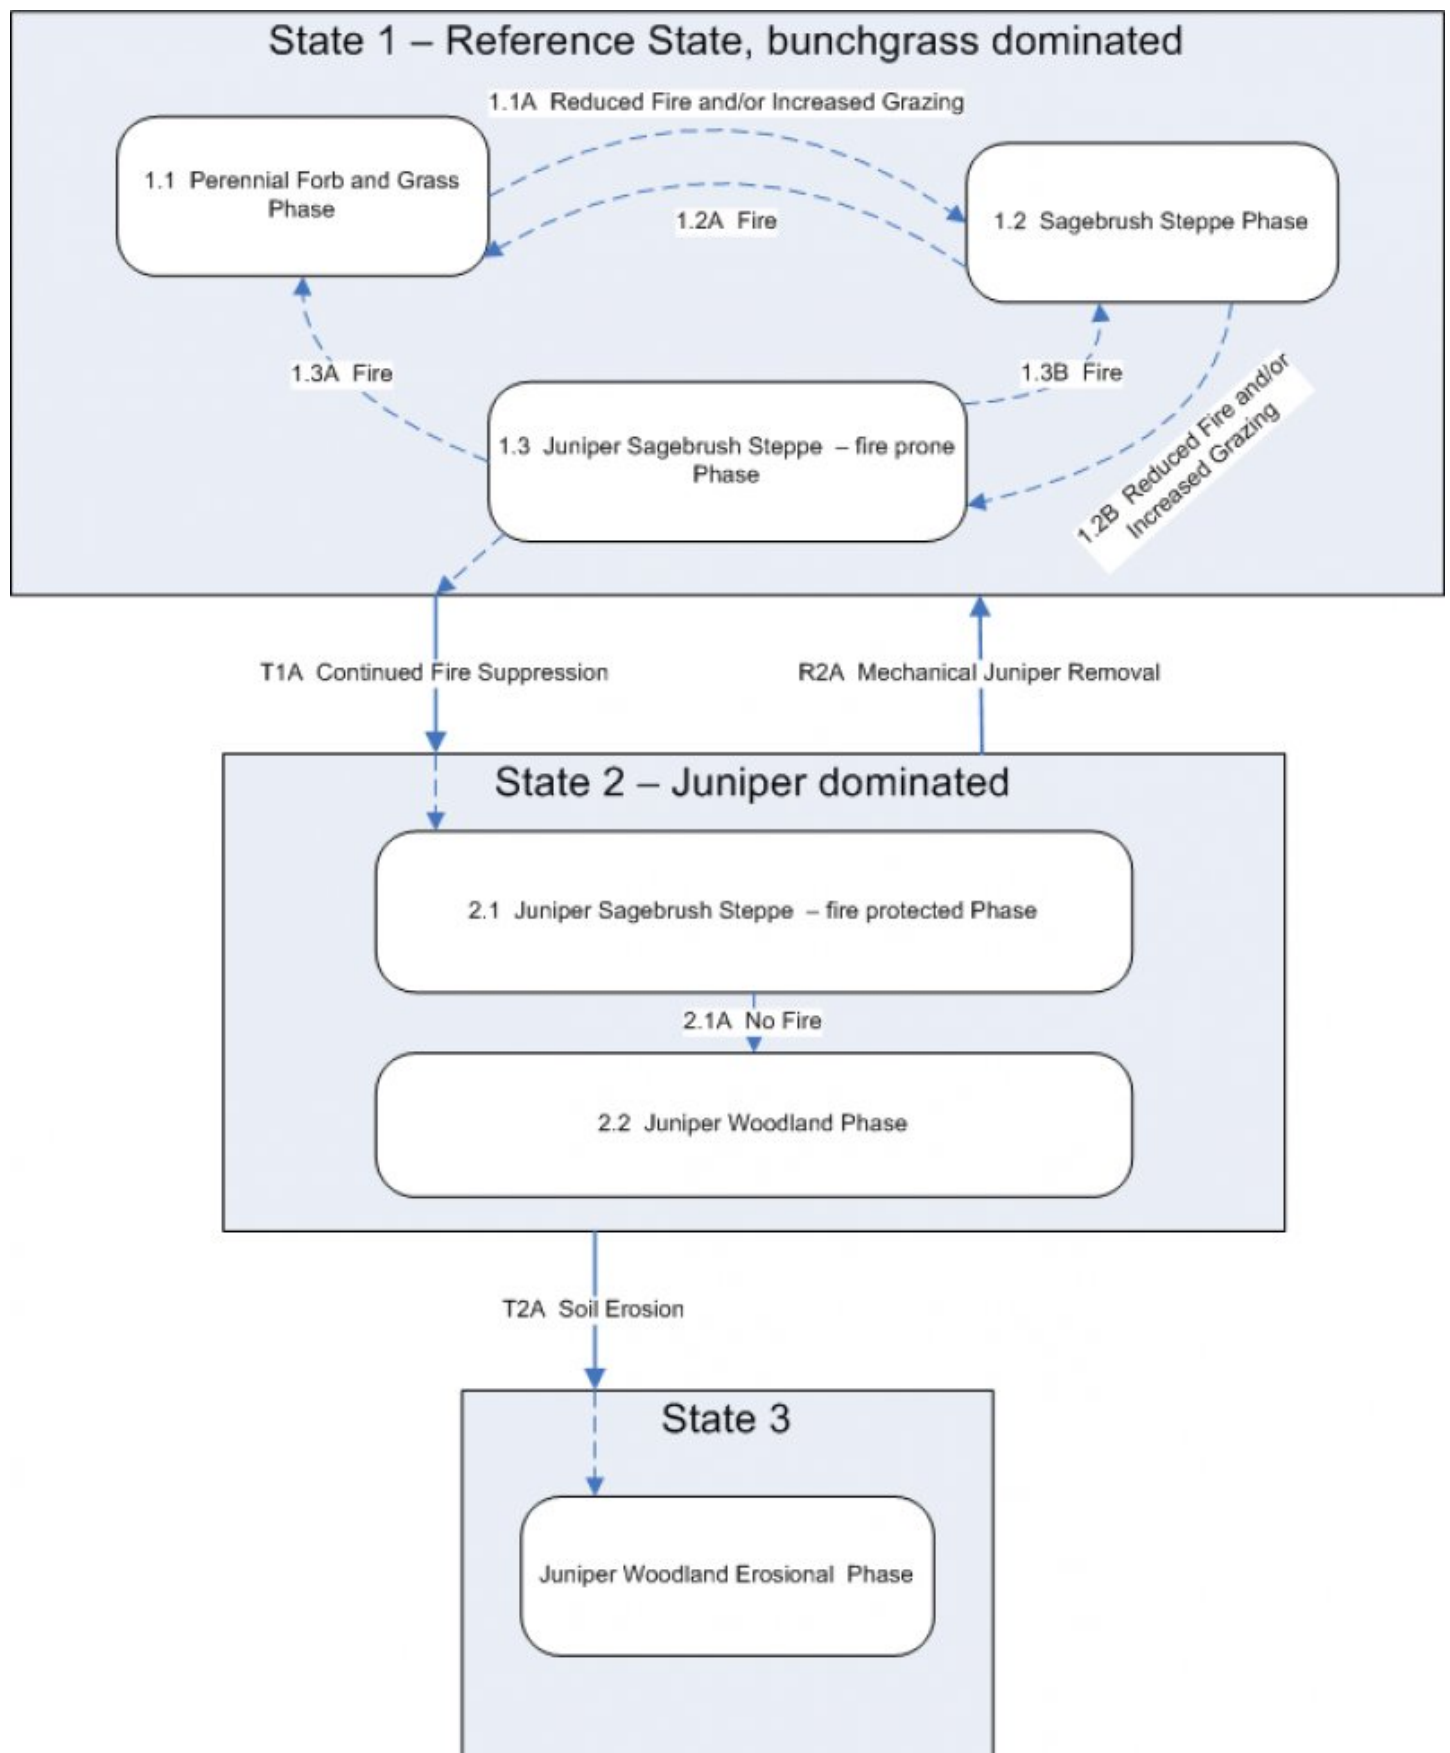 State 1 – Reference State, bunchgrass dominated
1.1A Reduced Fire and/or Increased Grazing
1.1 Perennial Forb and Grass
Phase
1.2A Fire
1.2 Sagebrush Steppe Phase
1.3A Fire
1.3B Fire
1.2B Reduced Fire and/or
Increased Grazing
1.3 Juniper Sagebrush Steppe – fire prone
Phase
T1A Continued Fire Suppression
R2A Mechanical Juniper Removal
State 2 – Juniper dominated
2.1 Juniper Sagebrush Steppe – fire protected Phase
2.1A No Fire
2.2 Juniper Woodland Phase
T2A Soil Erosion
State 3
Juniper Woodland Erosional Phase